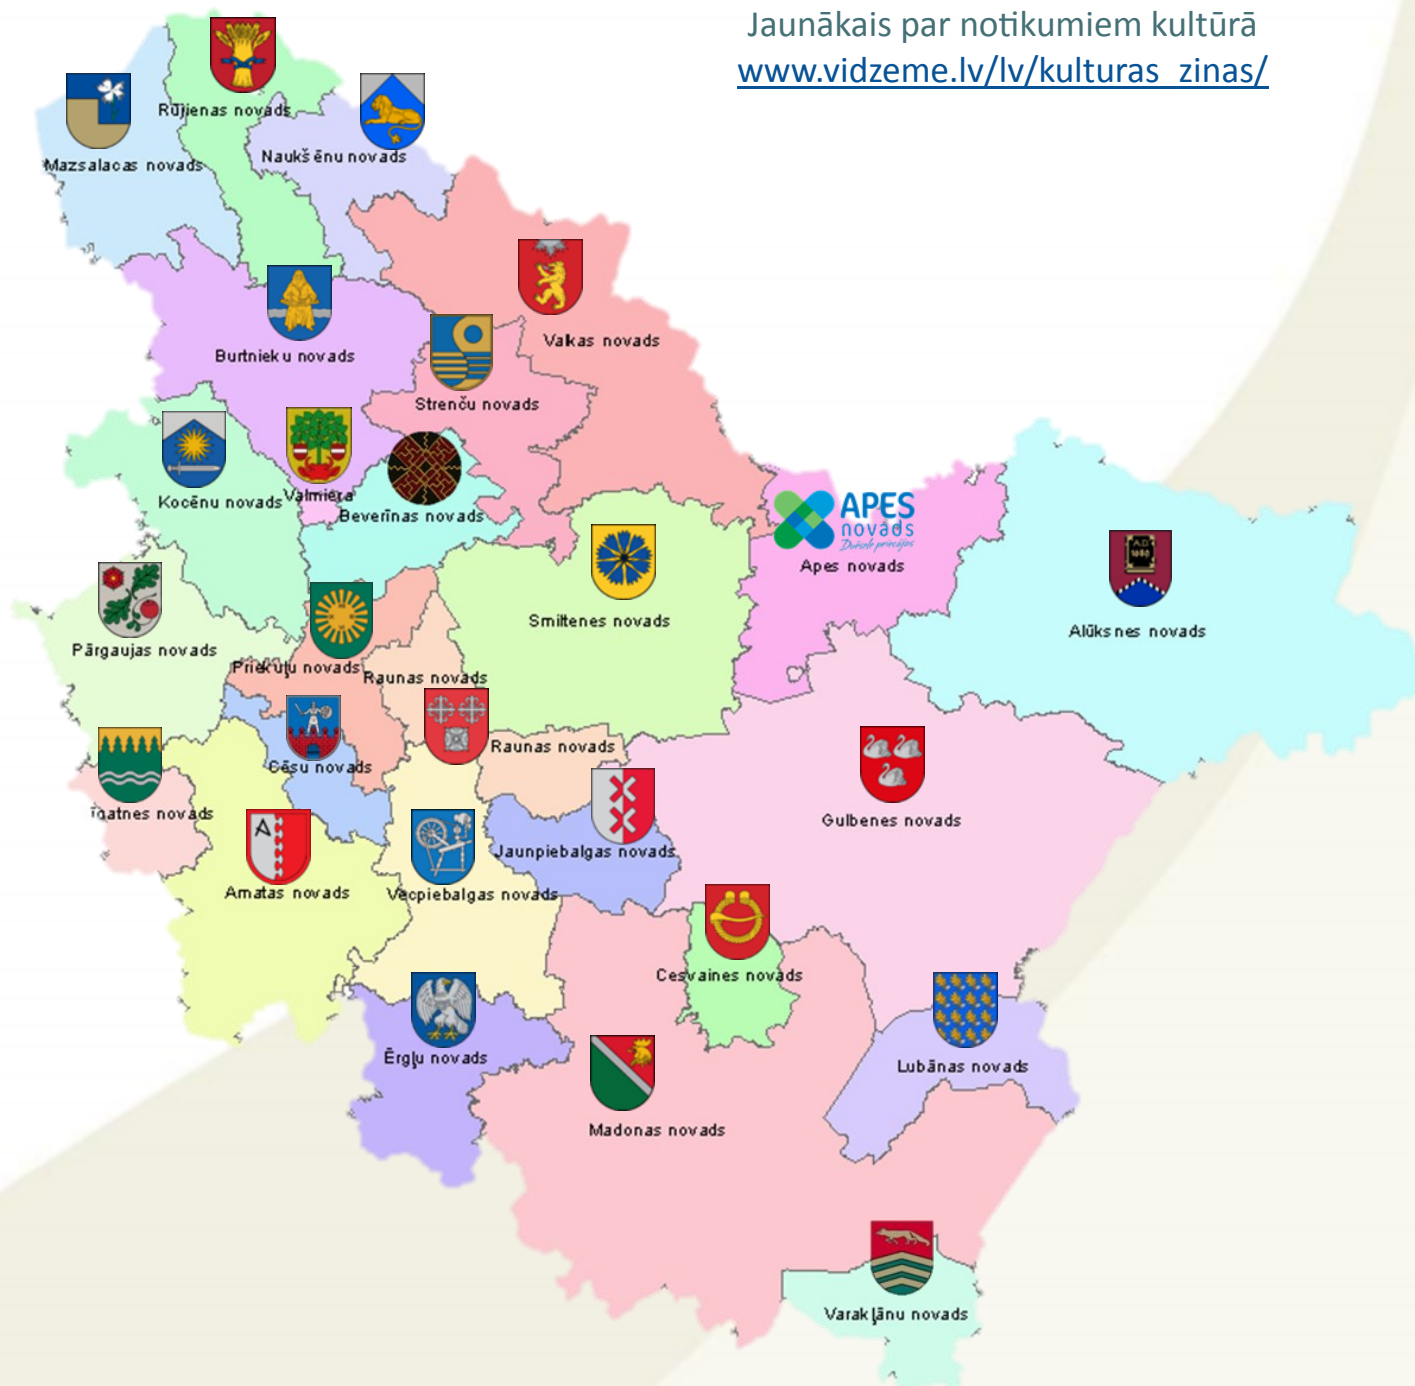 Jaunākais par notikumiem kultūrā
www.vidzeme.lv/lv/kulturas_zinas/
Rūjienas novads
Mazsalacas novads
Naukšēnu novads
Valkas novads
Burtnieku novads
Strenču novads
Kocēnu novads
Valmiera
Beverīnas novads
APES
novads
Apes novads
A.D.
Smiltenes novads
Alūksnes novads
Pārgaujas novads
Priekuļu novads
Raunas novads
Raunas novads
Cēsu novads
Īgatnes novads
Gulbenes novads
Jaunpiebalgas novads
Amatas novads
Vecpiebalgas novads
Cesvaines novads
Ērgļu novads
Lubānas novads
Madonas novads
Varakļānu novads